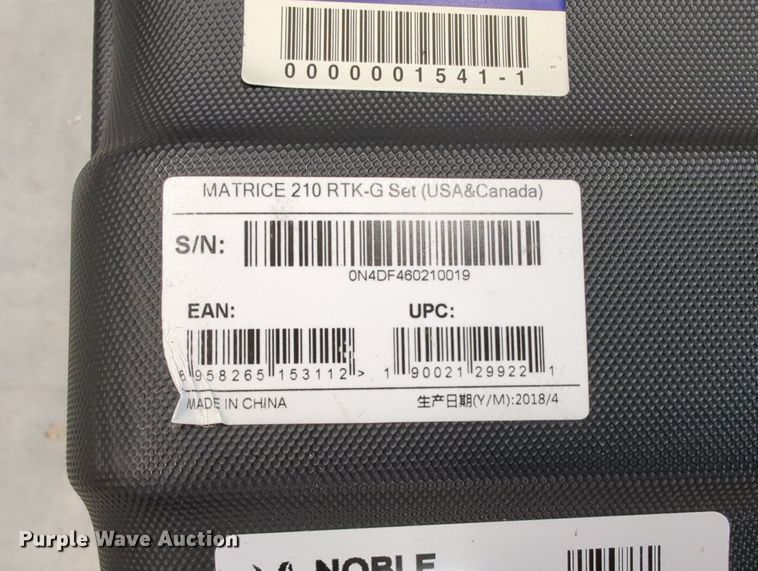 0000001541-1
MATRICE 210 RTK-G Set (USA&Canada)
S/N:
0N4DF460210019
EAN: UPC:
6 958265 153112 > 1 90021 29922 1
MADE IN CHINA 生产日期(Y/M):2018/4
NOBLE
Purple Wave Auction